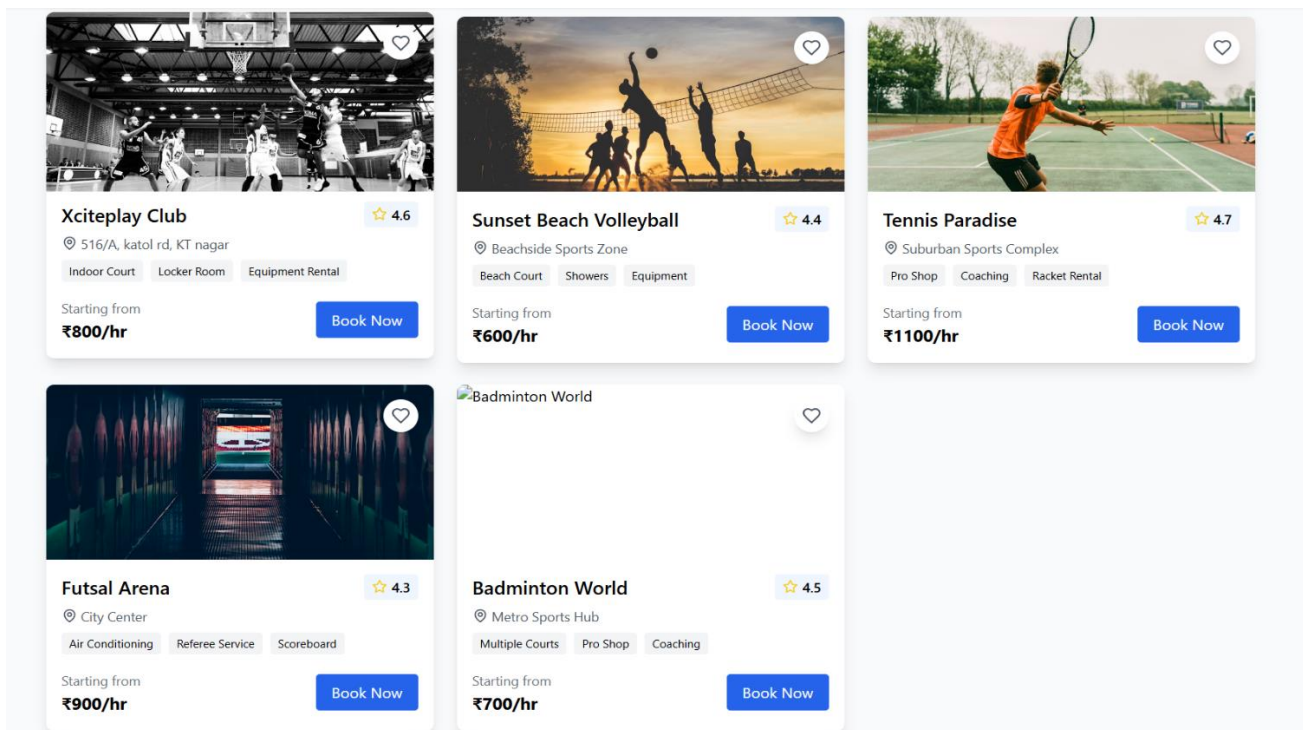 Xciteplay Club
4.6
516/A, katol rd, KT nagar
Indoor Court Locker Room Equipment Rental
Starting from
₹800/hr
Book Now
Sunset Beach Volleyball
4.4
Beachside Sports Zone
Beach Court Showers Equipment
Starting from
₹600/hr
Book Now
Tennis Paradise
4.7
Suburban Sports Complex
Pro Shop Coaching Racket Rental
Starting from
₹1100/hr
Book Now
Futsal Arena
4.3
City Center
Air Conditioning Referee Service Scoreboard
Starting from
₹900/hr
Book Now
Badminton World
Badminton World
4.5
Metro Sports Hub
Multiple Courts Pro Shop Coaching
Starting from
₹700/hr
Book Now